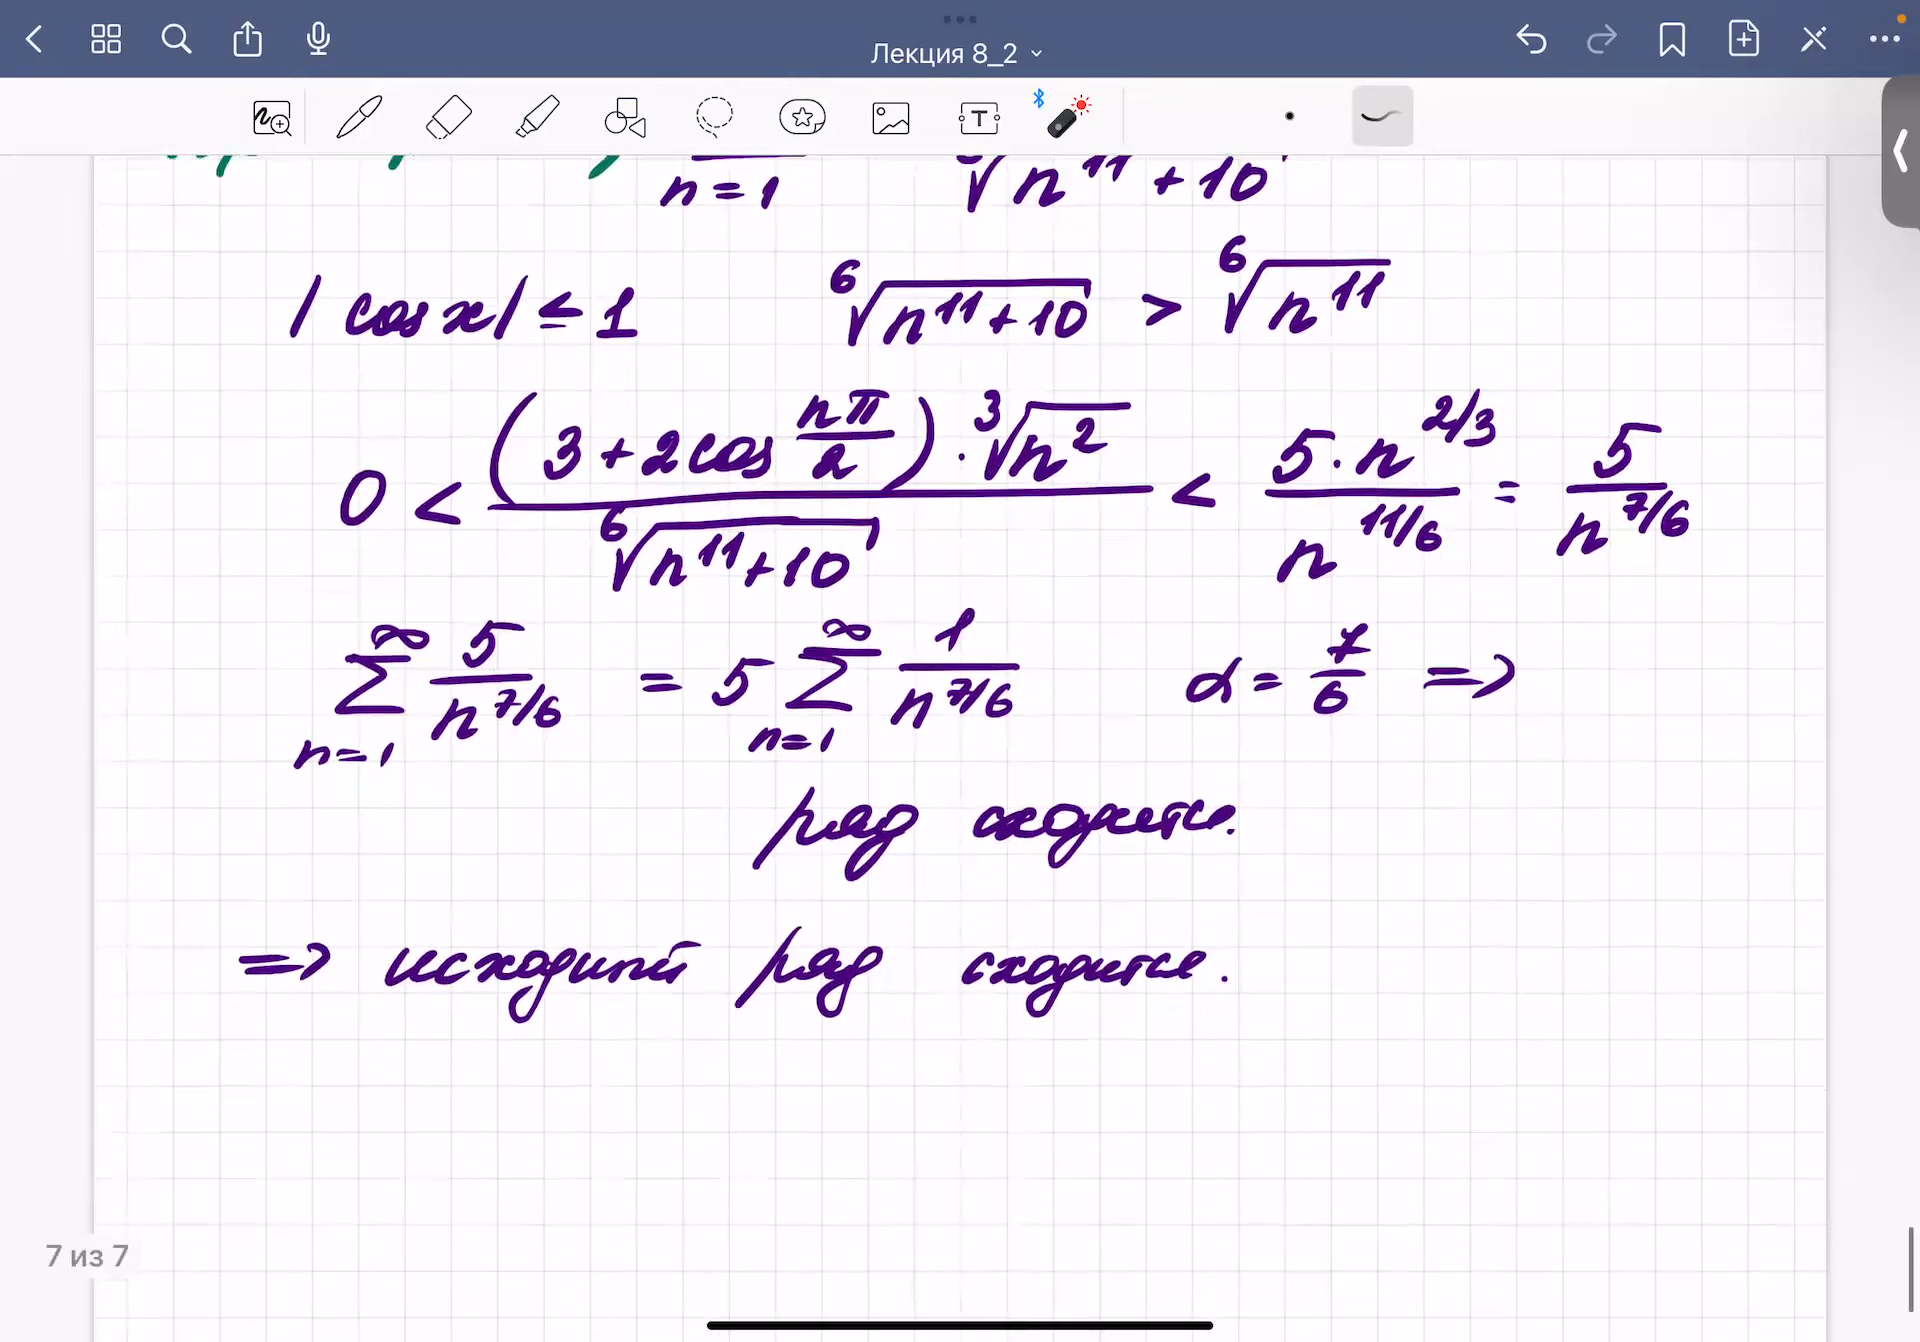 Лекция 8_2
n=1 √n¹¹+10
|cos x| ≤ 1 ⁶√(n¹¹+10) > ⁶√(n¹¹)
0 < ((3+2cos nπ/2)·³√(n²))/(⁶√(n¹¹+10)) < (5·n^(2/3))/(n^(11/6)) = 5/(n^(7/6))
∞∑n=1 5/(n^(7/6)) = 5 ∞∑n=1 1/(n^(7/6)) α = 7/6 =>
ряд сходится.
=> исходный ряд сходится.
7 из 7